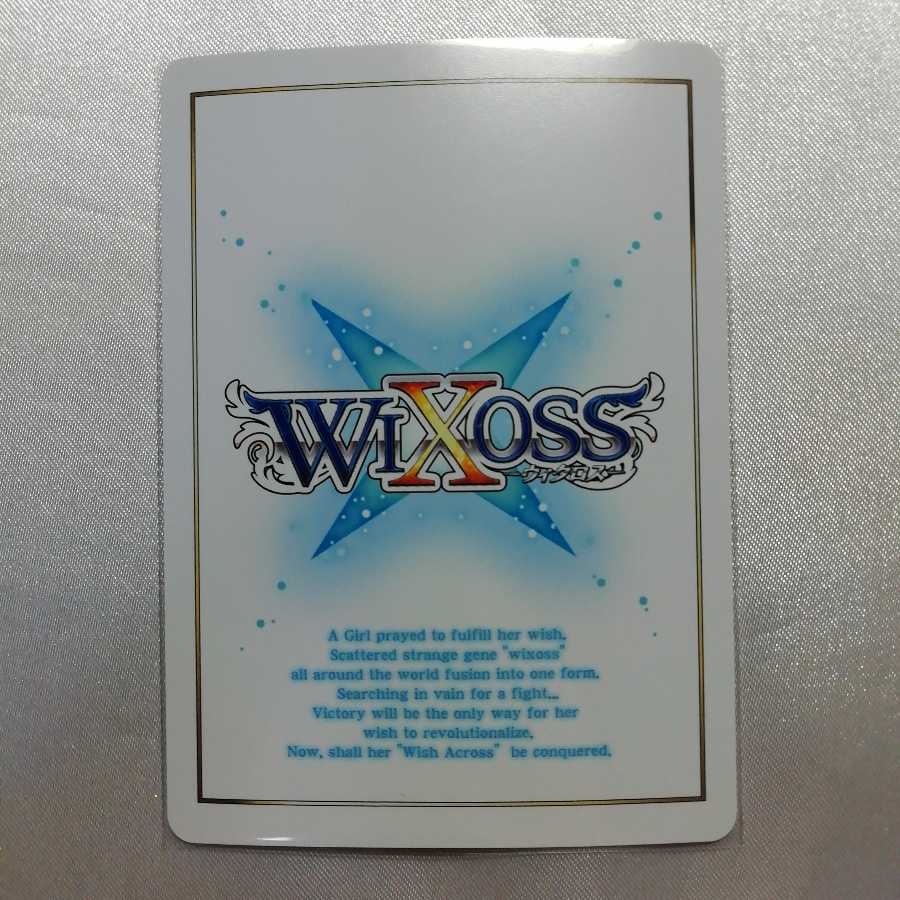 WIXOSS
ーウィクロスー
A Girl prayed to fulfill her wish.
Scattered strange gene "wixoss"
all around the world fusion into one form.
Searching in vain for a fight...
Victory will be the only way for her
wish to revolutionalize.
Now, shall her "Wish Across" be conquered.